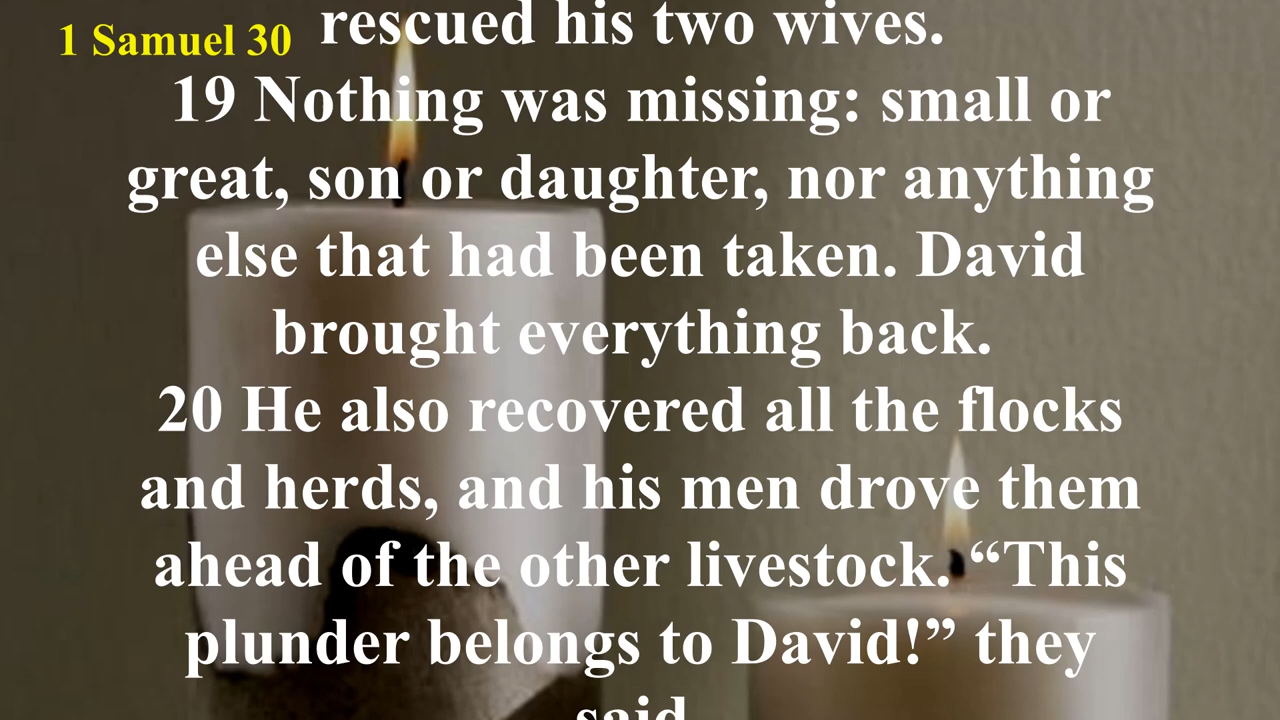 1 Samuel 30
rescued his two wives.
19 Nothing was missing: small or
great, son or daughter, nor anything
else that had been taken. David
brought everything back.
20 He also recovered all the flocks
and herds, and his men drove them
ahead of the other livestock. “This
plunder belongs to David!” they
said